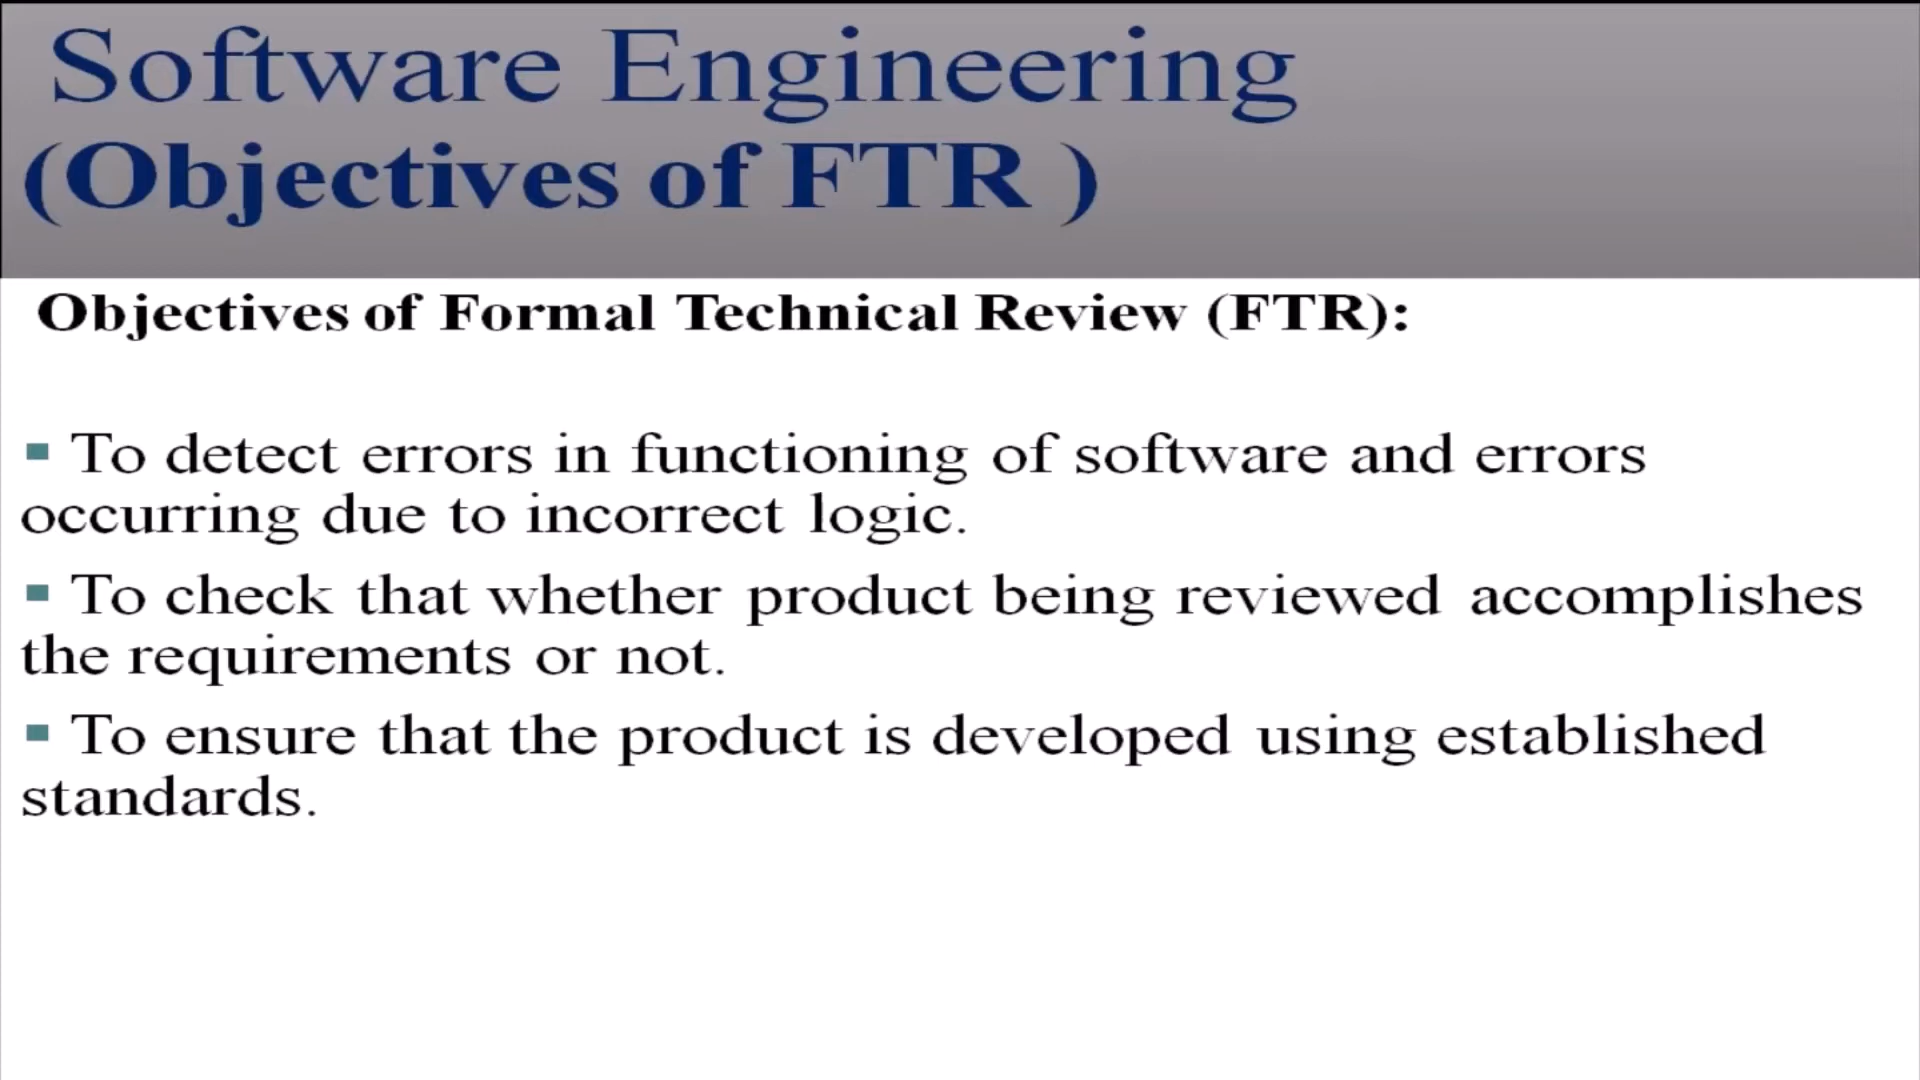 Software Engineering
(Objectives of FTR )
Objectives of Formal Technical Review (FTR):
▪ To detect errors in functioning of software and errors
occurring due to incorrect logic.
▪ To check that whether product being reviewed accomplishes
the requirements or not.
▪ To ensure that the product is developed using established
standards.